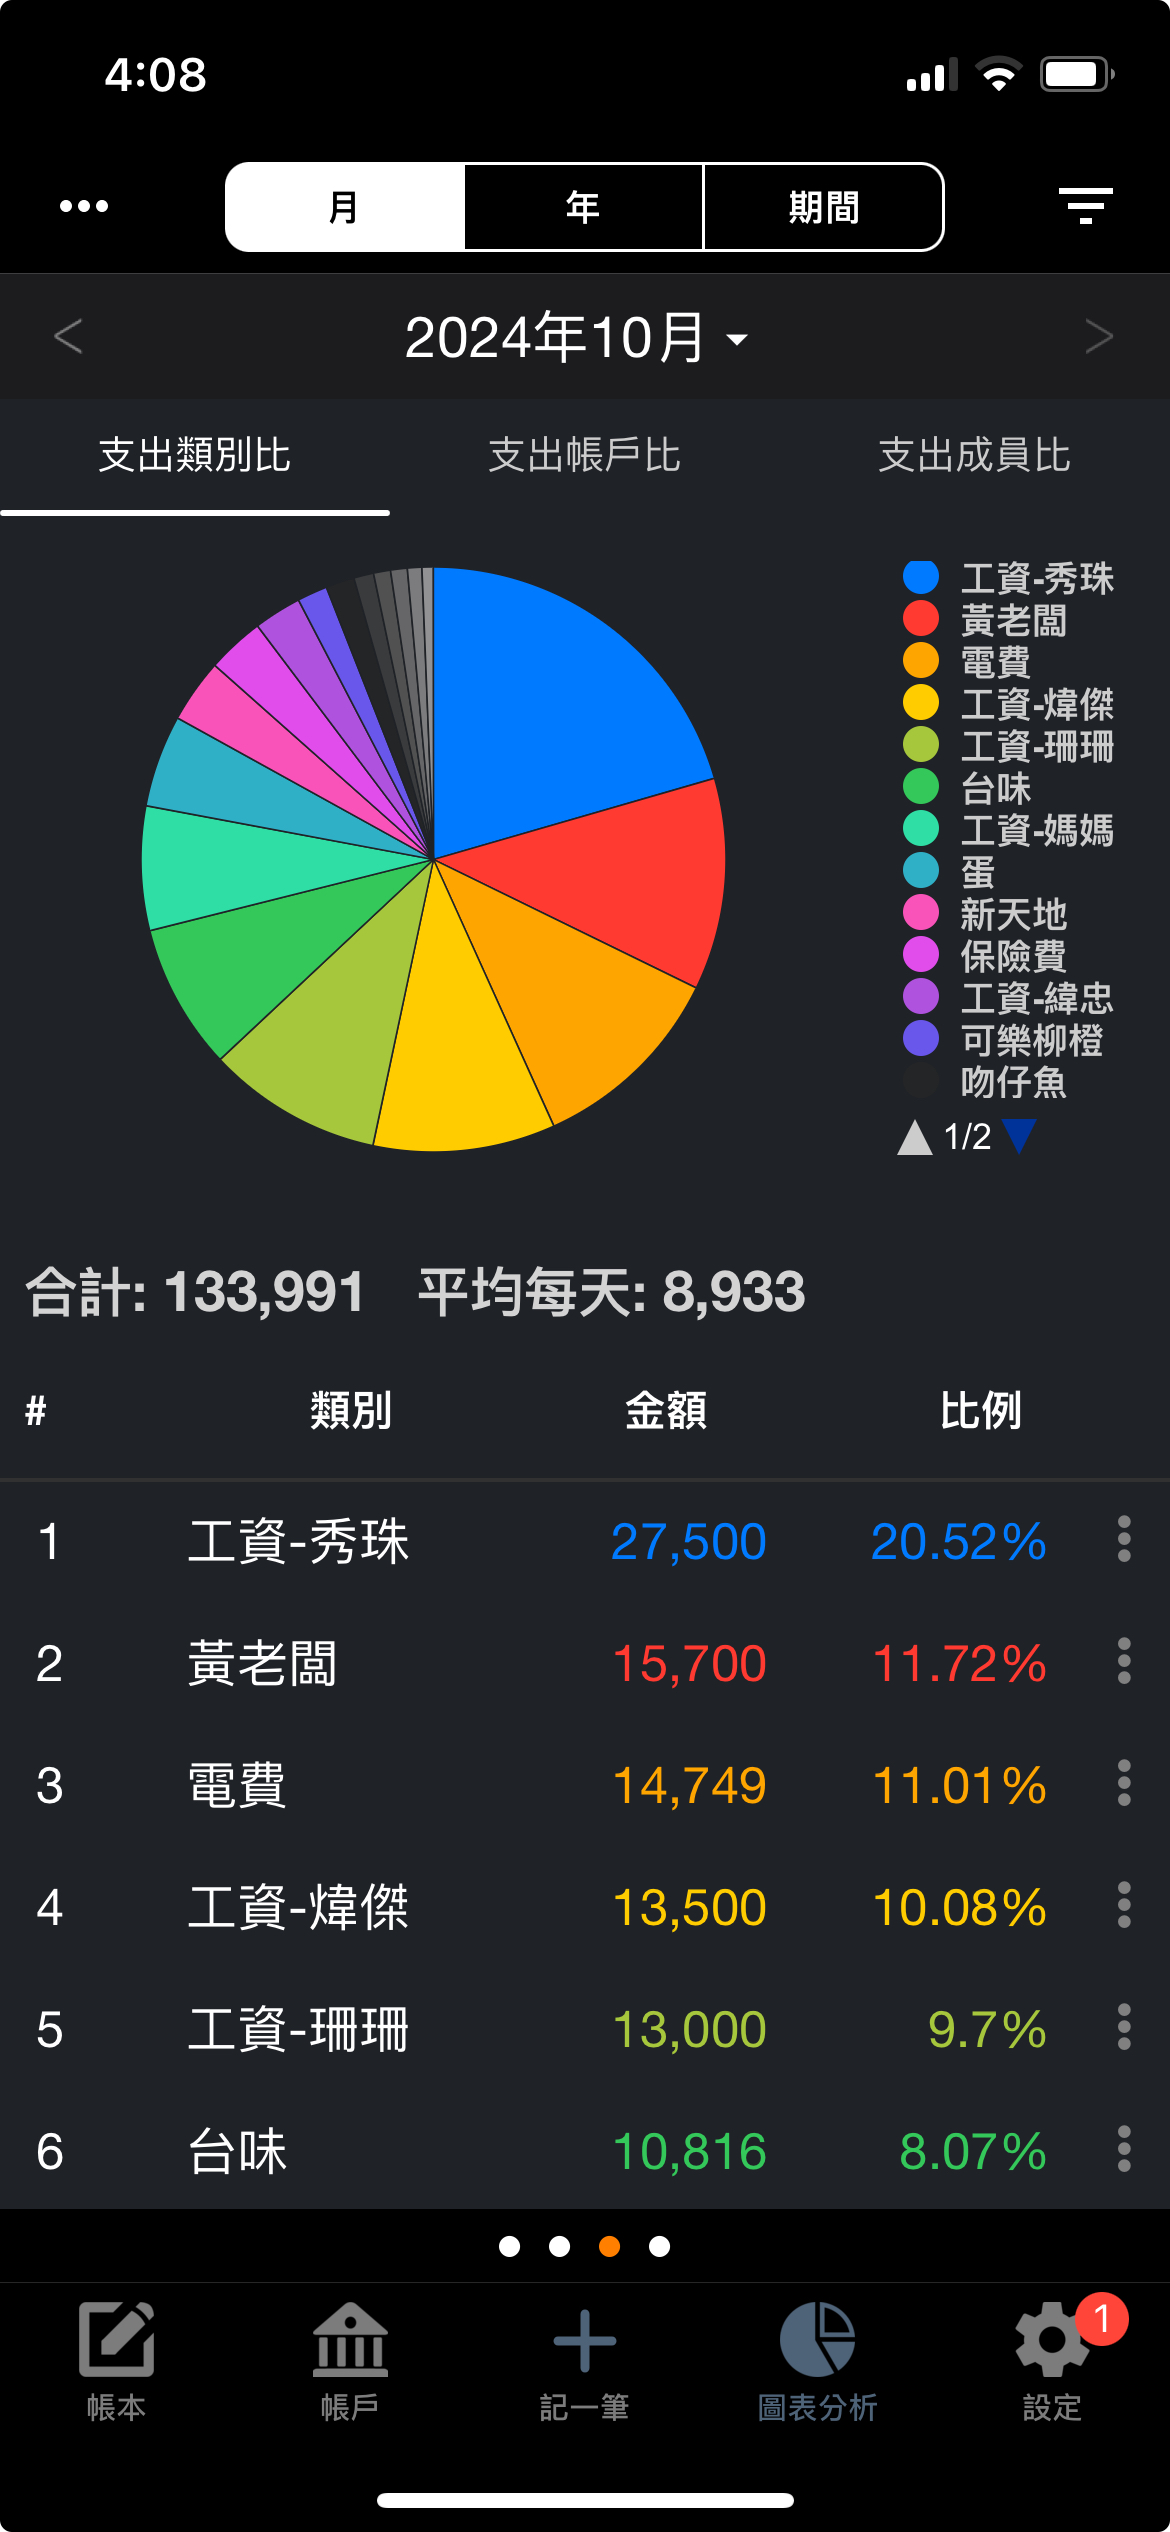 4:08
月
年
期間
2024年10月
支出類別比
支出帳戶比
支出成員比
工資-秀珠
黃老闆
電費
工資-煒傑
工資-珊珊
台味
工資-媽媽
蛋
新天地
保險費
工資-緯忠
可樂柳橙
吻仔魚
1/2
合計: 133,991 平均每天: 8,933
# 類別 金額 比例
1 工資-秀珠 27,500 20.52%
2 黃老闆 15,700 11.72%
3 電費 14,749 11.01%
4 工資-煒傑 13,500 10.08%
5 工資-珊珊 13,000 9.7%
6 台味 10,816 8.07%
1
帳本
帳戶
記一筆
圖表分析
設定